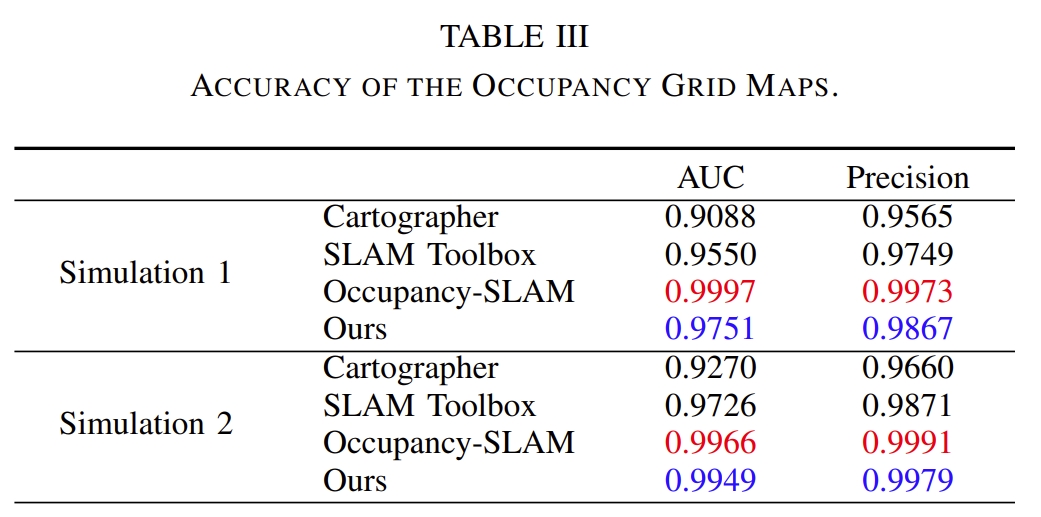 TABLE III
ACCURACY OF THE OCCUPANCY GRID MAPS.
AUC Precision
Cartographer 0.9088 0.9565
SLAM Toolbox 0.9550 0.9749
Simulation 1
Occupancy-SLAM 0.9997 0.9973
Ours 0.9751 0.9867
Cartographer 0.9270 0.9660
SLAM Toolbox 0.9726 0.9871
Simulation 2
Occupancy-SLAM 0.9966 0.9991
Ours 0.9949 0.9979